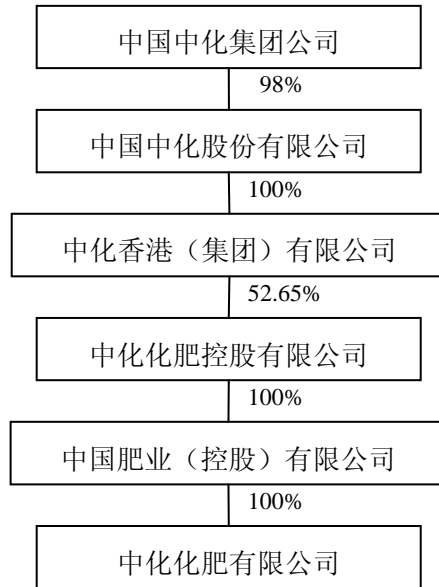 中国中化集团公司
98%
中国中化股份有限公司
100%
中化香港（集团）有限公司
52.65%
中化化肥控股有限公司
100%
中国肥业（控股）有限公司
100%
中化化肥有限公司